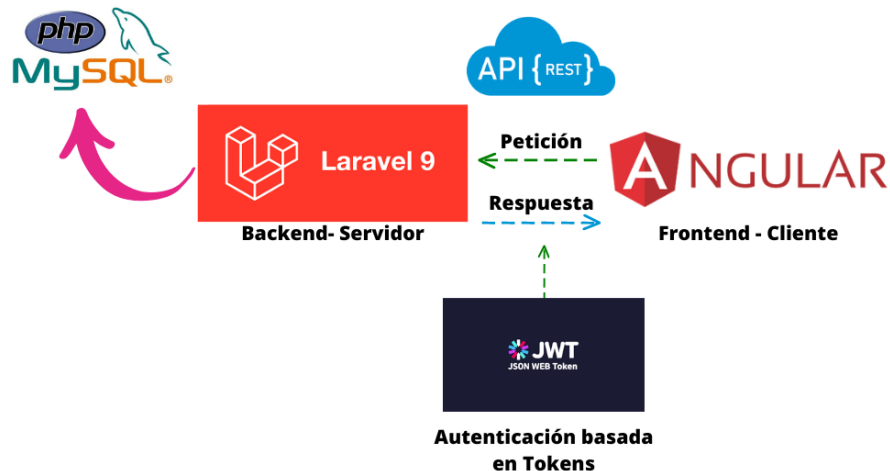 php
MySQL®
API {REST}
Laravel 9
Petición
Respuesta
ANGULAR
Backend- Servidor
Frontend - Cliente
JWT
JSON WEB Token
Autenticación basada
en Tokens